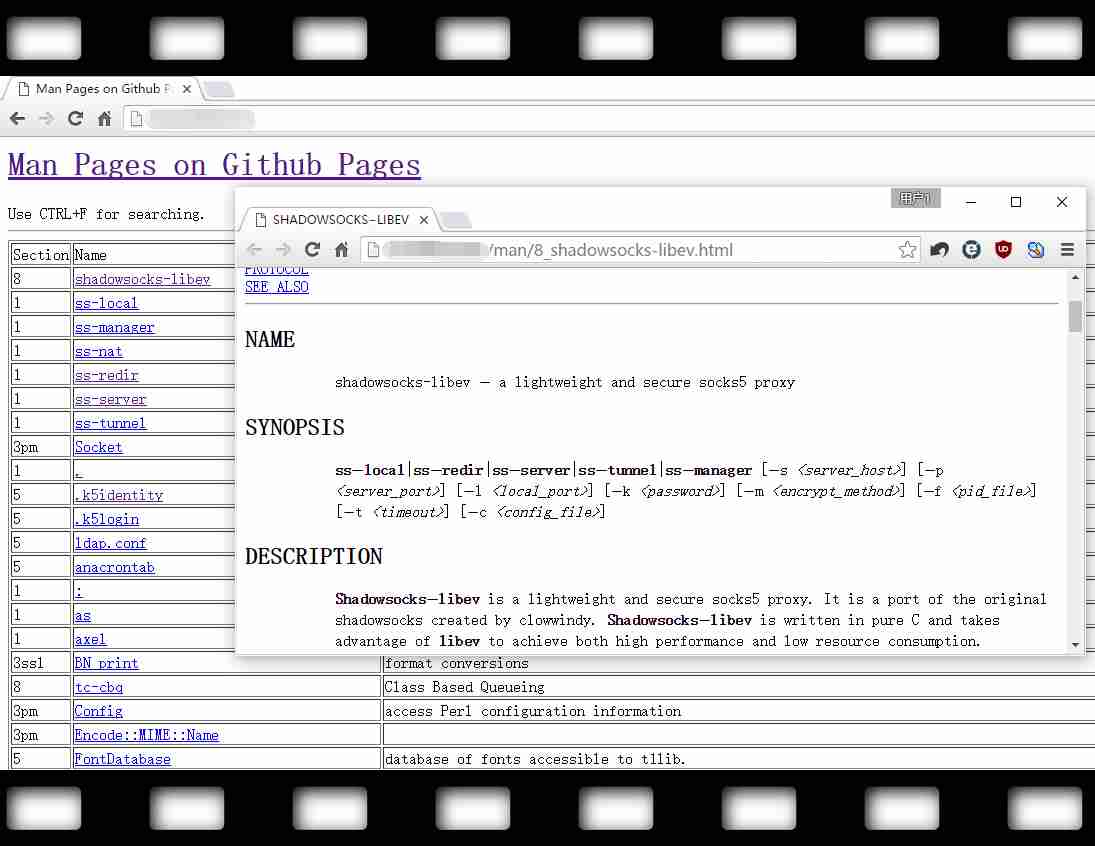 Man Pages on Github P
Man Pages on Github Pages
Use CTRL+F for searching.
Section Name
8 shadowsocks-libev
1 ss-local
1 ss-manager
1 ss-nat
1 ss-redir
1 ss-server
1 ss-tunnel
3pm Socket
1 .
5 .k5identity
5 .k5login
5 ldap.conf
5 anacrontab
1 :
1 as
1 axel
3ssl BN_print format conversions
8 tc-cbq Class Based Queueing
3pm Config access Perl configuration information
3pm Encode::MIME::Name
5 FontDatabase database of fonts accessible to tllib.
用户1
SHADOWSOCKS-LIBEV
/man/8_shadowsocks-libev.html
PROTOCOL
SEE ALSO
NAME
shadowsocks-libev — a lightweight and secure socks5 proxy
SYNOPSIS
ss-local|ss-redir|ss-server|ss-tunnel|ss-manager [-s <server_host>] [-p
<server_port>] [-l <local_port>] [-k <password>] [-m <encrypt_method>] [-f <pid_file>]
[-t <timeout>] [-c <config_file>]
DESCRIPTION
Shadowsocks-libev is a lightweight and secure socks5 proxy. It is a port of the original
shadowsocks created by clowwindy. Shadowsocks-libev is written in pure C and takes
advantage of libev to achieve both high performance and low resource consumption.